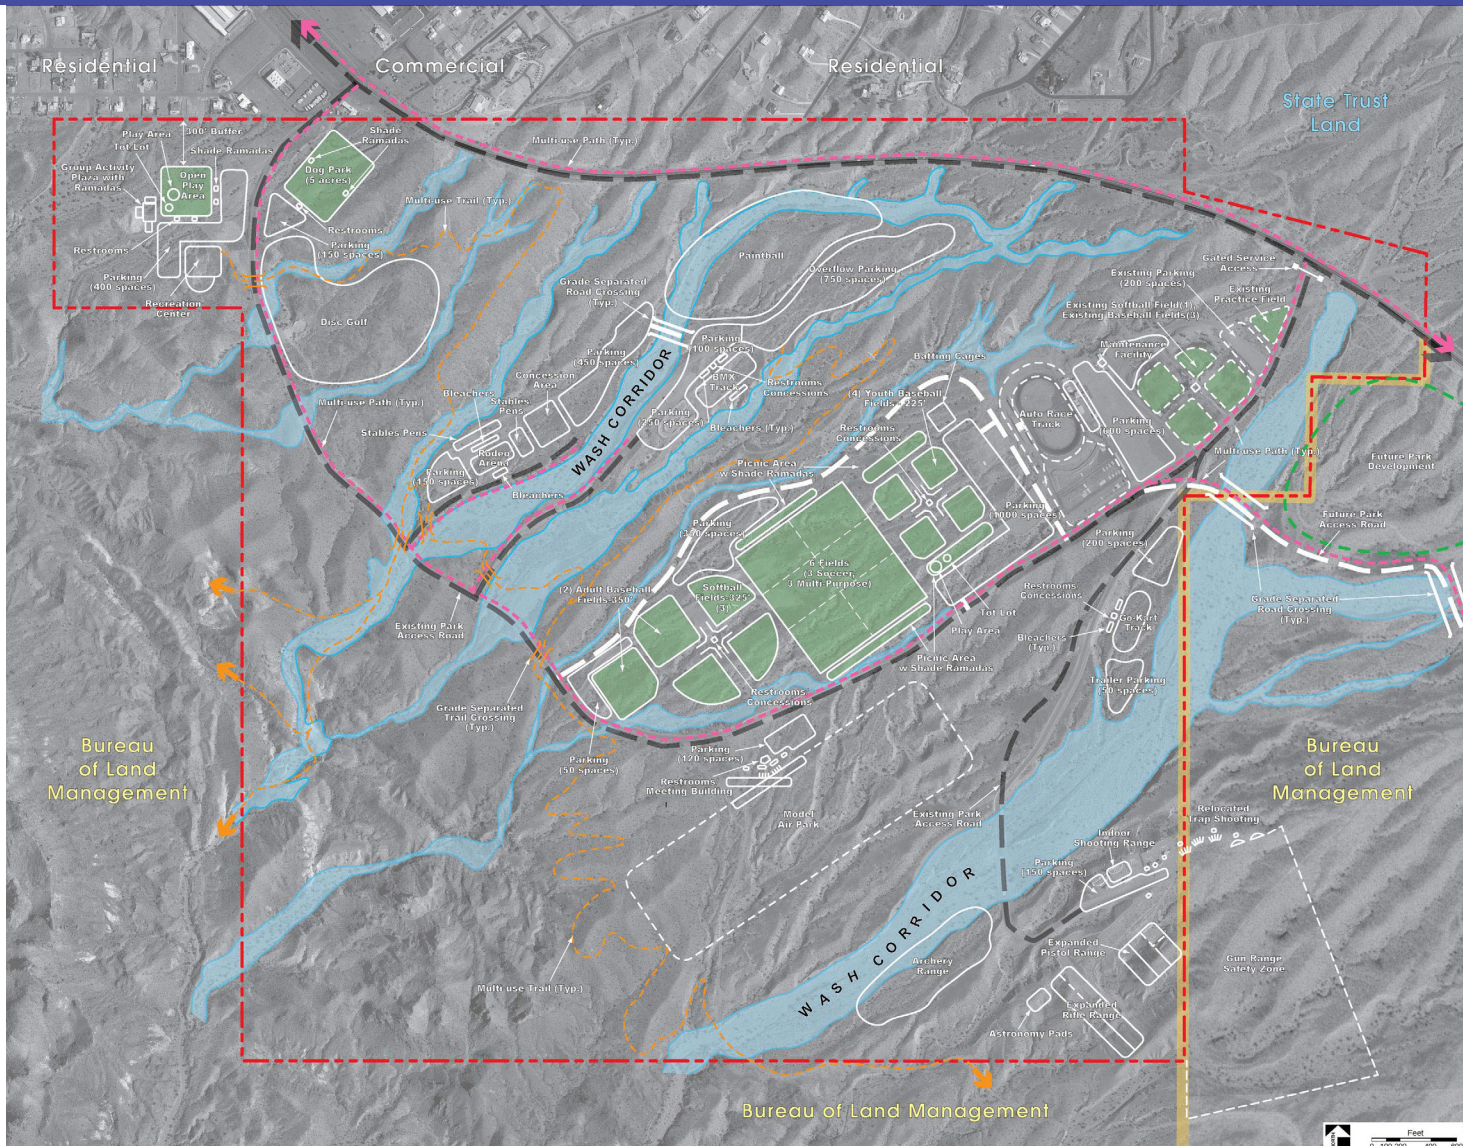 Residential
Commercial
Residential
State Trust
Land
Play Area
300' Buffer
Tot Lot
Shade Ramadas
Group Activity
Plaza with
Ramadas
Open
Play
Area
Restrooms
Parking
(400 spaces)
Recreation
Center
Shade
Ramadas
Dog Park
(5 acres)
Restrooms
Parking
(150 spaces)
Disc Golf
Multi-use Path (Typ.)
Multi-use Trail (Typ.)
Grade Separated
Road Crossing
(Typ.)
Paintball
Overflow Parking
(750 spaces)
Gated Service
Access
Existing Parking
(200 spaces)
Existing
Practice Field
Existing Softball Field(1),
Existing Baseball Fields(3)
Maintenance
Facility
Batting Cages
Parking
(100 spaces)
BMX
Track
Restrooms
Concessions
Parking
(450 spaces)
Concession
Area
Bleachers
Stables
Pens
Multi-use Path (Typ.)
Stables Pens
Rodeo
Arena
Parking
(150 spaces)
Bleachers
WASH CORRIDOR
Parking
(250 spaces)
Bleachers (Typ.)
(4) Youth Baseball
Fields-225'
Restrooms
Concessions
Picnic Area
w Shade Ramadas
Auto Race
Track
Parking
(600 spaces)
Multi-use Path (Typ.)
Future Park
Development
Future Park
Access Road
Parking
(1000 spaces)
Parking
(200 spaces)
Parking
(340 spaces)
6 Fields
(3 Soccer,
3 Multi-Purpose)
Softball
Fields-325'
(3)
(2) Adult Baseball
Fields-350'
Existing Park
Access Road
Tot-Lot
Play Area
Picnic Area
w Shade Ramadas
Restrooms
Concessions
Go-Kart
Track
Bleachers
(Typ.)
Trailer Parking
(50 spaces)
Grade Separated
Road Crossing
(Typ.)
Restrooms
Concessions
Grade Separated
Trail Crossing
(Typ.)
Parking
(50 spaces)
Parking
(120 spaces)
Restrooms
Meeting Building
Model
Air Park
Existing Park
Access Road
Bureau
of Land
Management
Bureau
of Land
Management
Relocated
Trap Shooting
Indoor
Shooting Range
Parking
(150 spaces)
WASH CORRIDOR
Archery
Range
Expanded
Pistol Range
Gun Range
Safety Zone
Expanded
Rifle Range
Astronomy Pads
Multi use Trail (Typ.)
Bureau of Land Management
Feet